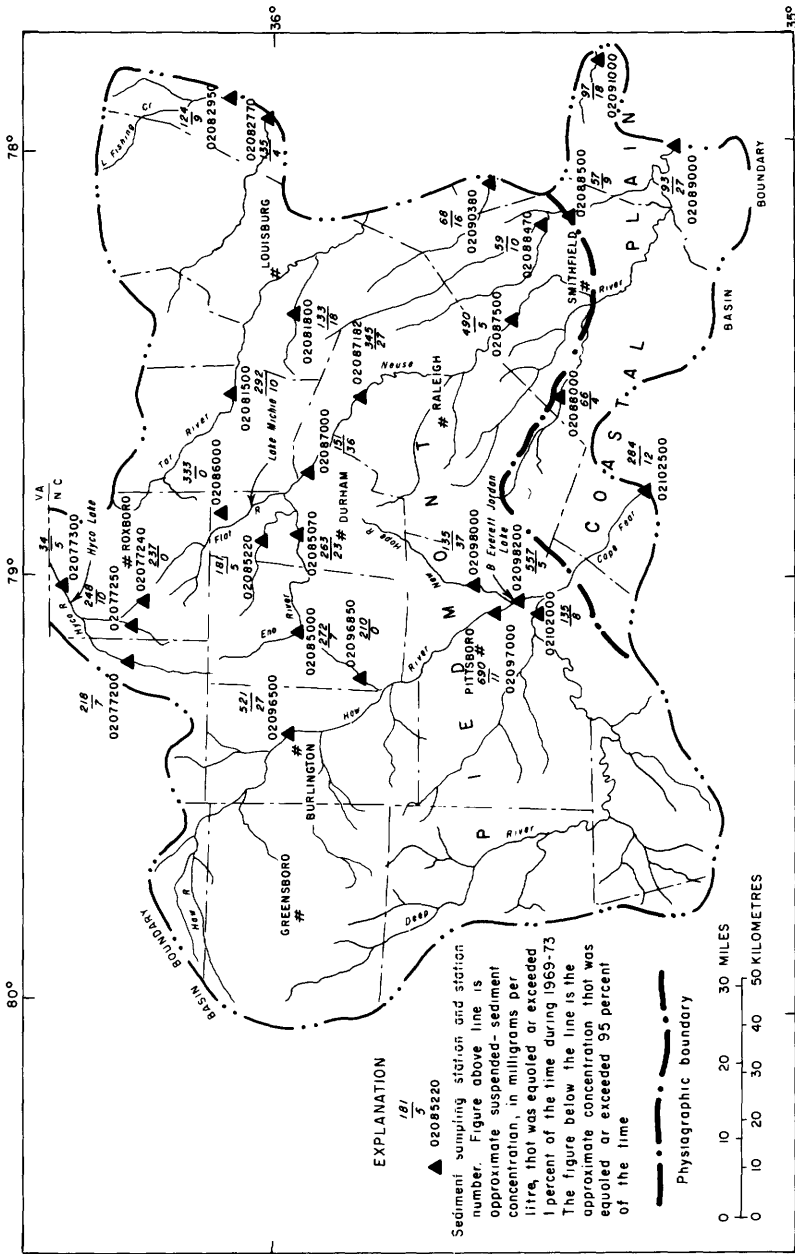 80°
79°
78°
36°
35°
VA
NC
BASIN BOUNDARY
Haw R
GREENSBORO
#
BURLINGTON
#
521
27
02096500
Haw
River
218
7
02077200
Hyco R
34
5
02077300
Hyco Lake
248
10
02077250
# ROXBORO
02077240
237
0
Tar River
333
0
02086000
Lake Michie
Flat R
181
5
02085220
Eno River
02085000
272
7
02085070
263
23
# DURHAM
02096850
210
0
02081500
292
10
02087000
151
36
02087182
345
27
Neuse
# RALEIGH
02081800
133
18
LOUISBURG
#
L Fishing Cr
124
9
02082950
02082770
135
4
68
16
02090380
59
10
02088470
490
5
02087500
SMITHFIELD
#
River
02088500
57
9
97
18
02091000
93
27
02089000
02088000
66
4
New Hope R
135
37
02098000
B Everett Jordan Lake
02098200
557
5
PITTSBORO
690 #
11
02097000
02102000
135
8
Deep
River
Cape Fear
284
12
02102500
PIEDMONT
COASTAL PLAIN
BASIN BOUNDARY
EXPLANATION
181
5
02085220
Sediment sampling station and station
number. Figure above line is
approximate suspended-sediment
concentration, in milligrams per
litre, that was equaled or exceeded
1 percent of the time during 1969-73
The figure below the line is the
approximate concentration that was
equaled or exceeded 95 percent
of the time
Physiagraphic boundary
0 10 20 30 MILES
0 10 20 30 40 50 KILOMETRES